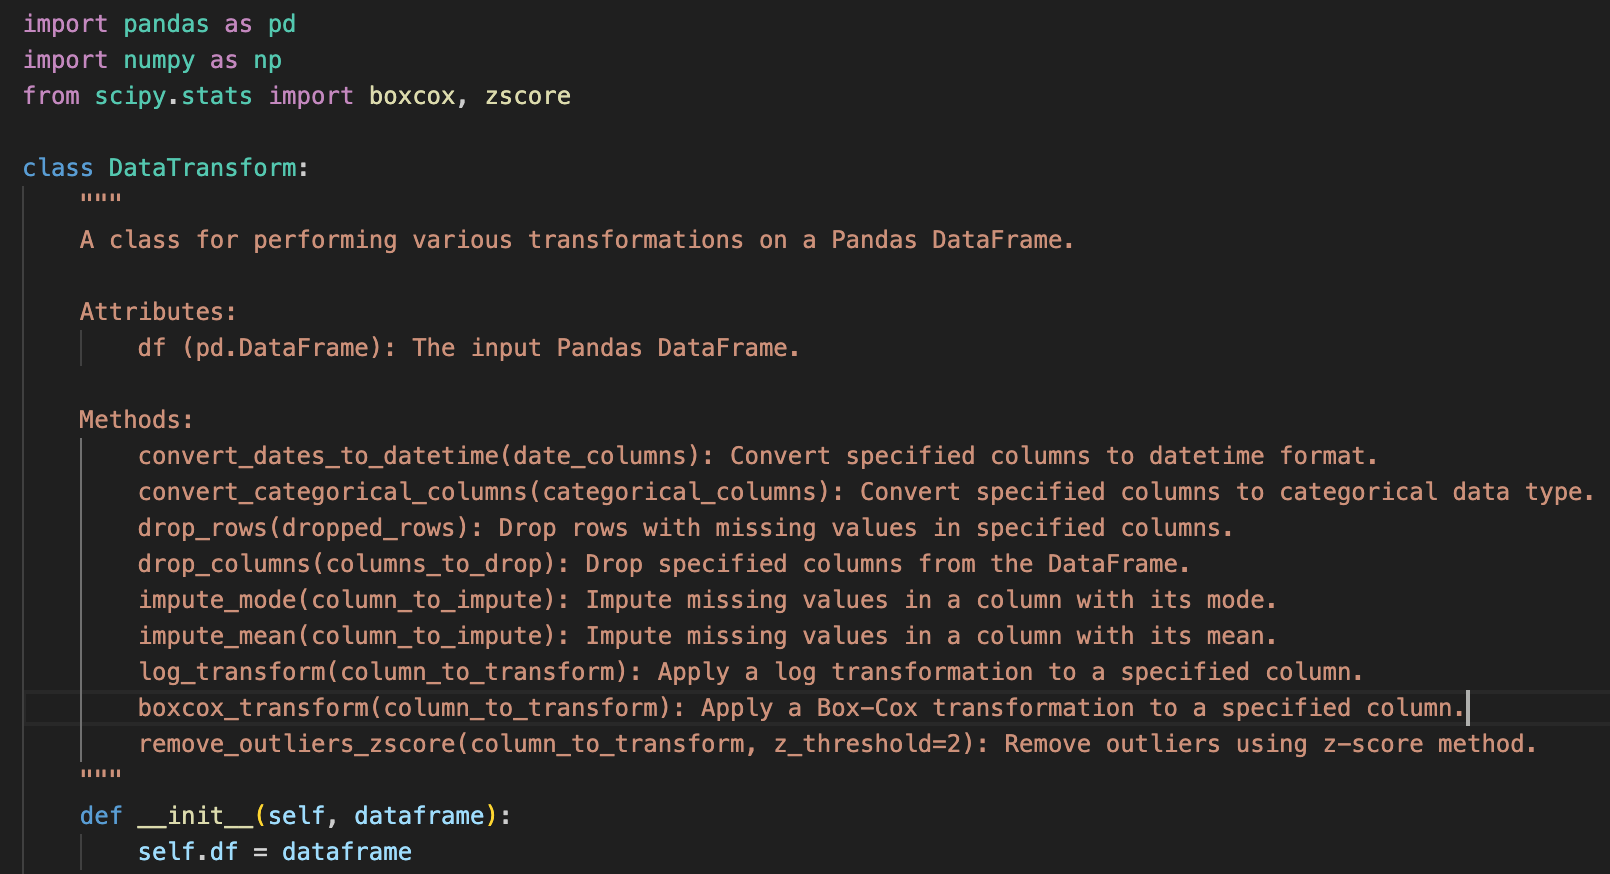 import pandas as pd
import numpy as np
from scipy.stats import boxcox, zscore
class DataTransform:
"""
A class for performing various transformations on a Pandas DataFrame.
Attributes:
df (pd.DataFrame): The input Pandas DataFrame.
Methods:
convert_dates_to_datetime(date_columns): Convert specified columns to datetime format.
convert_categorical_columns(categorical_columns): Convert specified columns to categorical data type.
drop_rows(dropped_rows): Drop rows with missing values in specified columns.
drop_columns(columns_to_drop): Drop specified columns from the DataFrame.
impute_mode(column_to_impute): Impute missing values in a column with its mode.
impute_mean(column_to_impute): Impute missing values in a column with its mean.
log_transform(column_to_transform): Apply a log transformation to a specified column.
boxcox_transform(column_to_transform): Apply a Box-Cox transformation to a specified column.
remove_outliers_zscore(column_to_transform, z_threshold=2): Remove outliers using z-score method.
"""
def __init__(self, dataframe):
self.df = dataframe